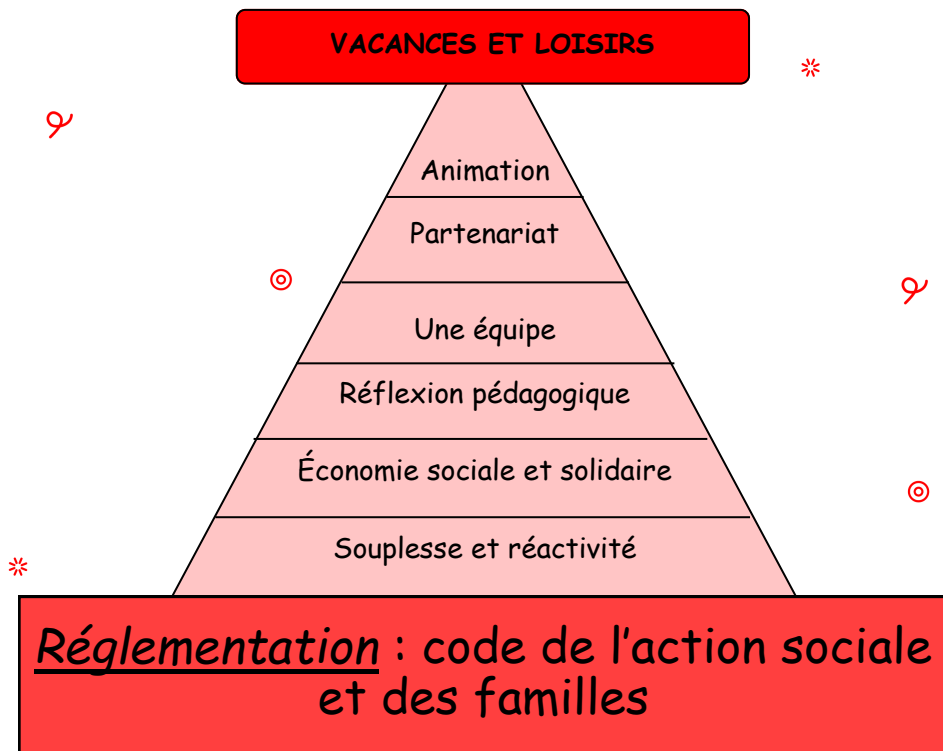 VACANCES ET LOISIRS
Animation
Partenariat
Une équipe
Réflexion pédagogique
Économie sociale et solidaire
Souplesse et réactivité
Réglementation : code de l’action sociale
et des familles